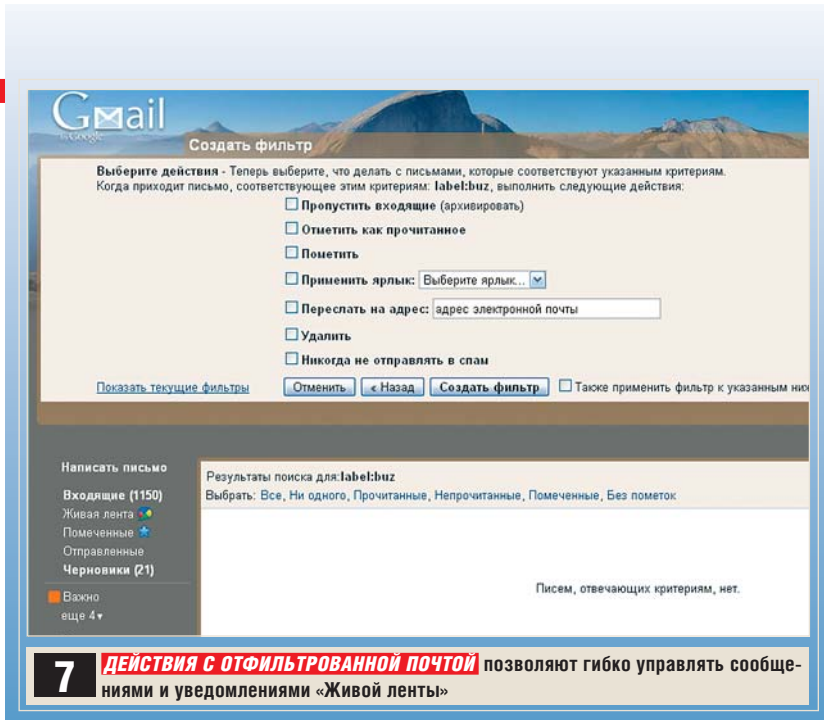 Gmail
by Google
Создать фильтр
Выберите действия - Теперь выберите, что делать с письмами, которые соответствуют указанным критериям.
Когда приходит письмо, соответствующее этим критериям: label:buz, выполнить следующие действия:
Пропустить входящие (архивировать)
Отметить как прочитанное
Пометить
Применить ярлык: Выберите ярлык...
Переслать на адрес: адрес электронной почты
Удалить
Никогда не отправлять в спам
Показать текущие фильтры Отменить « Назад Создать фильтр Также применить фильтр к указанным ниж
Написать письмо
Входящие (1150)
Живая лента
Помеченные
Отправленные
Черновики (21)
Важно
еще 4▾
Результаты поиска для:label:buz
Выбрать: Все, Ни одного, Прочитанные, Непрочитанные, Помеченные, Без пометок
Писем, отвечающих критериям, нет.
7 ДЕЙСТВИЯ С ОТФИЛЬТРОВАННОЙ ПОЧТОЙ позволяют гибко управлять сообще-
ниями и уведомлениями «Живой ленты»